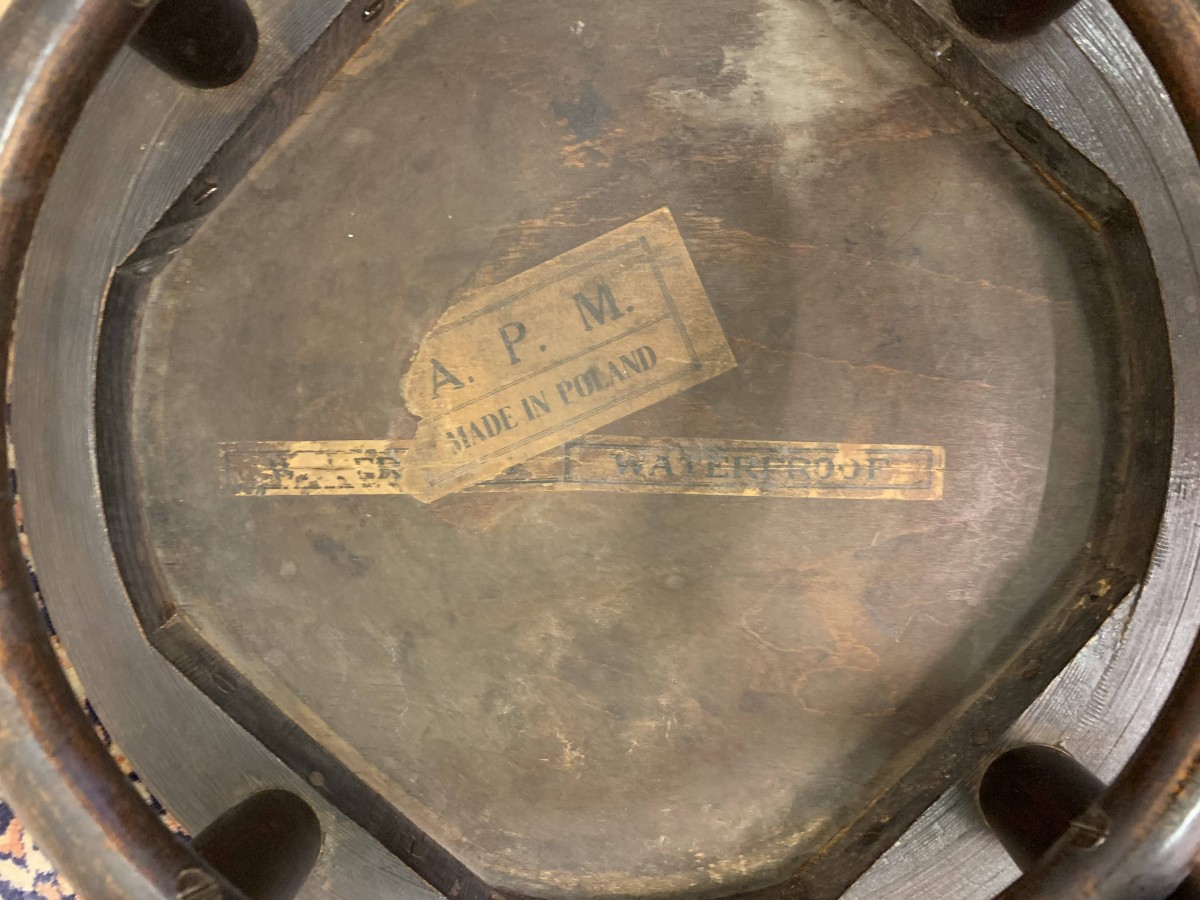 A. P. M.
MADE IN POLAND
WATERPROOF